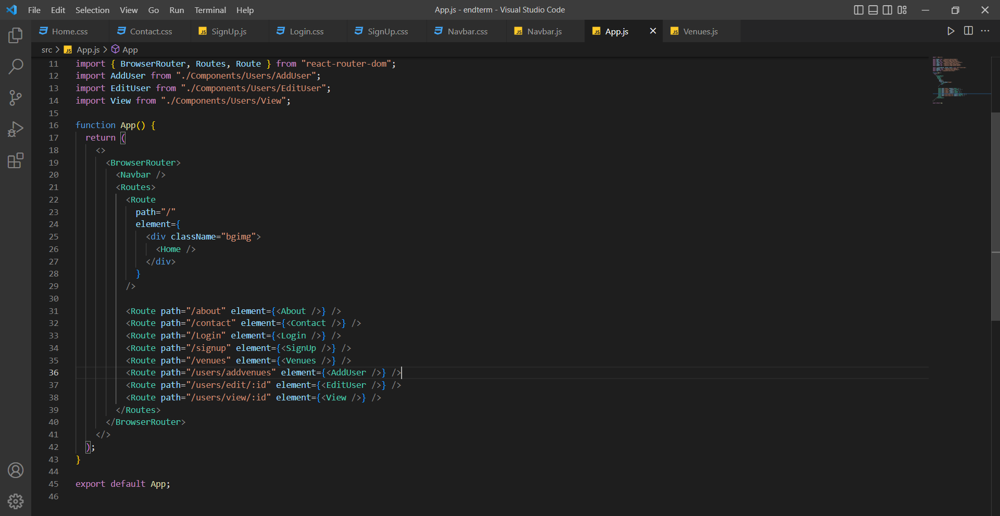 File Edit Selection View Go Run Terminal Help
App.js - endterm - Visual Studio Code
Home.css Contact.css JS SignUp.js Login.css SignUp.css Navbar.css JS Navbar.js JS App.js JS Venues.js
src > JS App.js > App
11 import { BrowserRouter, Routes, Route } from "react-router-dom";
12 import AddUser from "./Components/Users/AddUser";
13 import EditUser from "./Components/Users/EditUser";
14 import View from "./Components/Users/View";
15
16 function App() {
17 return (
18 <>
19 <BrowserRouter>
20 <Navbar />
21 <Routes>
22 <Route
23 path="/"
24 element={
25 <div className="bgimg">
26 <Home />
27 </div>
28 }
29 />
30
31 <Route path="/about" element={<About />} />
32 <Route path="/contact" element={<Contact />} />
33 <Route path="/Login" element={<Login />} />
34 <Route path="/signup" element={<SignUp />} />
35 <Route path="/venues" element={<Venues />} />
36 <Route path="/users/addvenues" element={<AddUser />} />
37 <Route path="/users/edit/:id" element={<EditUser />} />
38 <Route path="/users/view/:id" element={<View />} />
39 </Routes>
40 </BrowserRouter>
41 </>
42 );
43 }
44
45 export default App;
46